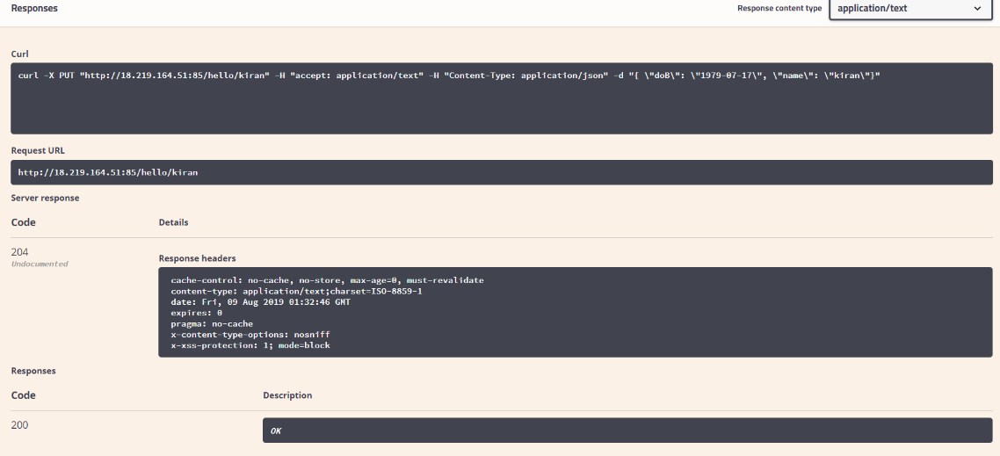 Responses
Response content type
application/text
Curl
curl -X PUT "http://18.219.164.51:85/hello/kiran" -H "accept: application/text" -H "Content-Type: application/json" -d "{ \"doB\": \"1979-07-17\", \"name\": \"kiran\"}"
Request URL
http://18.219.164.51:85/hello/kiran
Server response
Code
Details
204
Undocumented
Response headers
cache-control: no-cache, no-store, max-age=0, must-revalidate
content-type: application/text;charset=ISO-8859-1
date: Fri, 09 Aug 2019 01:32:46 GMT
expires: 0
pragma: no-cache
x-content-type-options: nosniff
x-xss-protection: 1; mode=block
Responses
Code
Description
200
OK